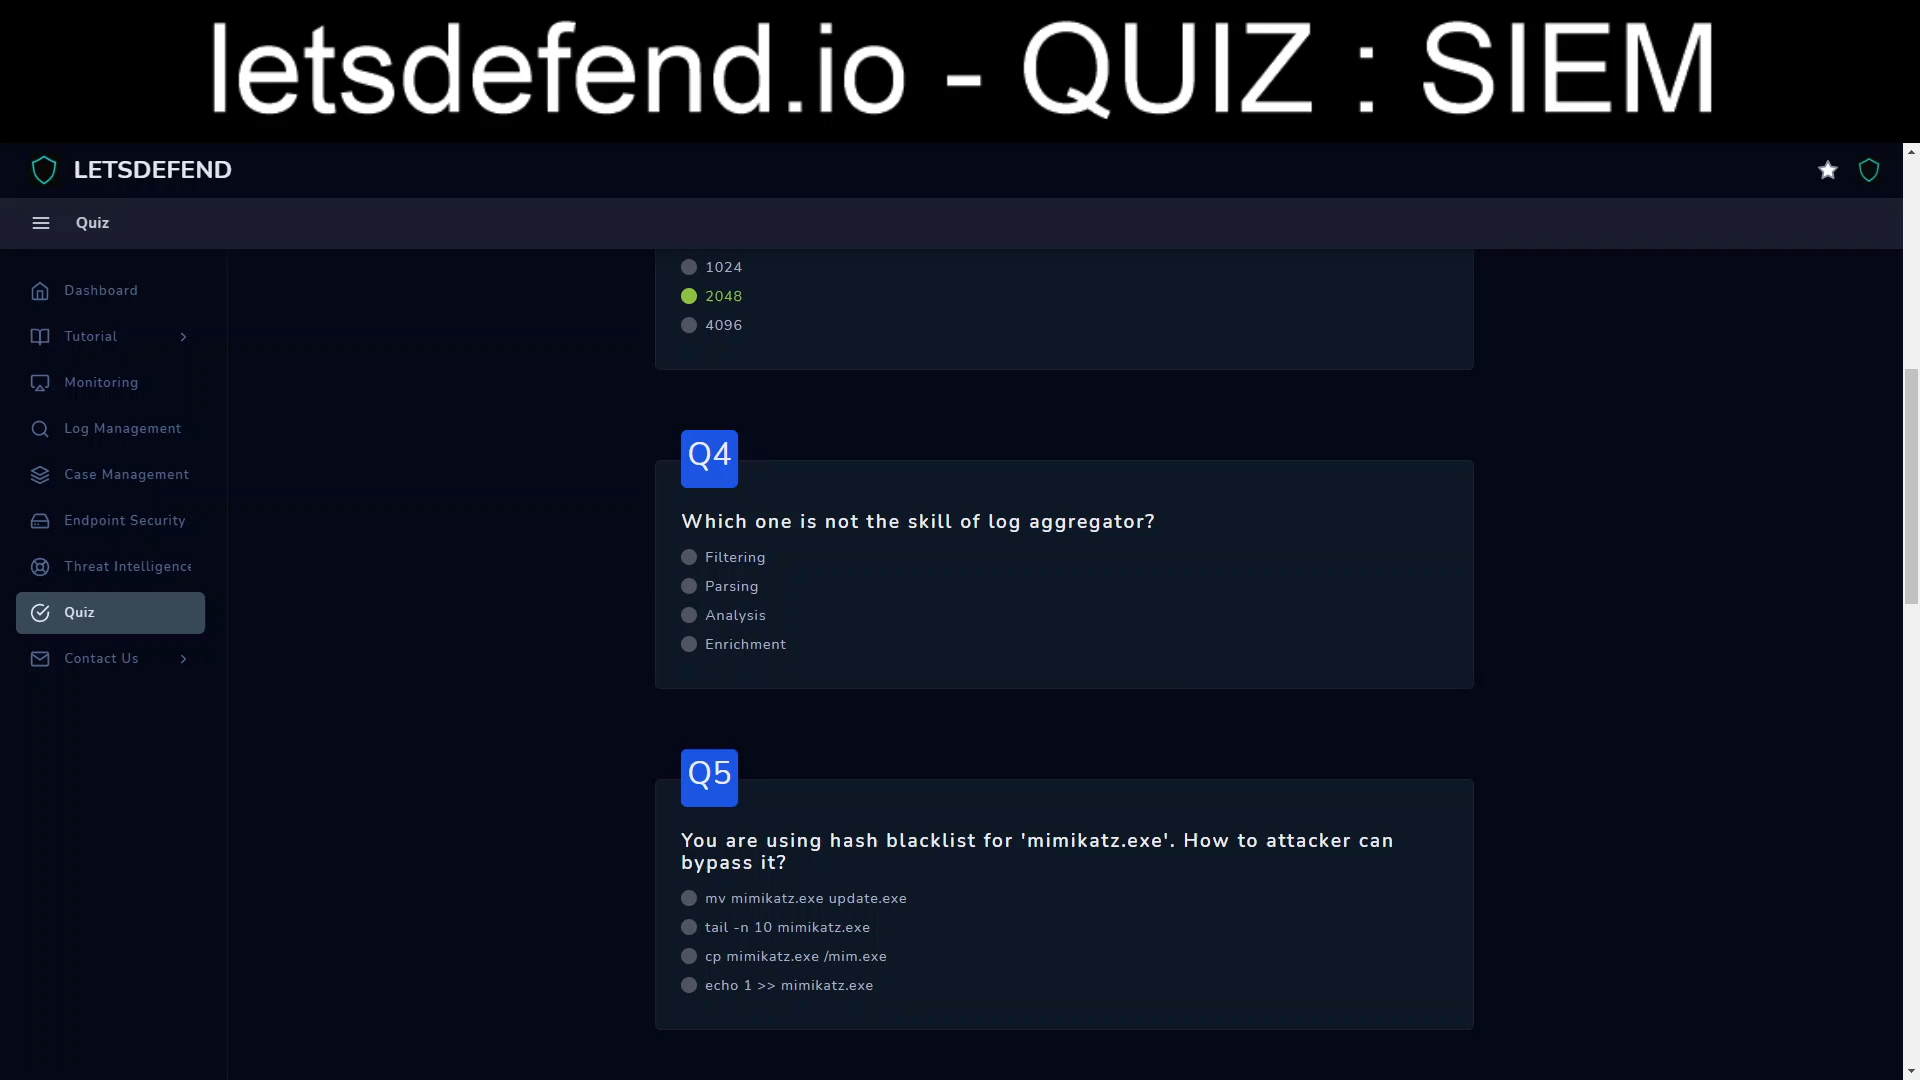 letsdefend.io - QUIZ : SIEM
LETSDEFEND
Quiz
Dashboard
Tutorial
Monitoring
Log Management
Case Management
Endpoint Security
Threat Intelligence
Quiz
Contact Us
1024
2048
4096
Q4
Which one is not the skill of log aggregator?
Filtering
Parsing
Analysis
Enrichment
Q5
You are using hash blacklist for 'mimikatz.exe'. How to attacker can
bypass it?
mv mimikatz.exe update.exe
tail -n 10 mimikatz.exe
cp mimikatz.exe /mim.exe
echo 1 >> mimikatz.exe